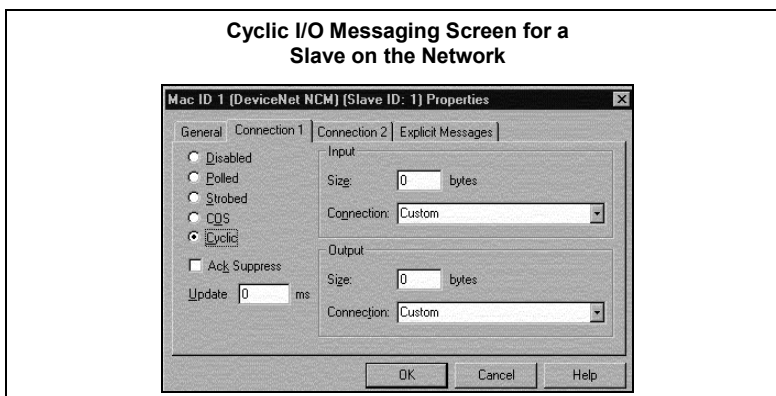 Cyclic I/O Messaging Screen for a
Slave on the Network
Mac ID 1 (DeviceNet NCM) (Slave ID: 1) Properties
General Connection 1 Connection 2 Explicit Messages
Disabled
Polled
Strobed
COS
Cyclic
Ack Suppress
Update 0 ms
Input
Size: 0 bytes
Connection: Custom
Output
Size: 0 bytes
Connection: Custom
OK Cancel Help